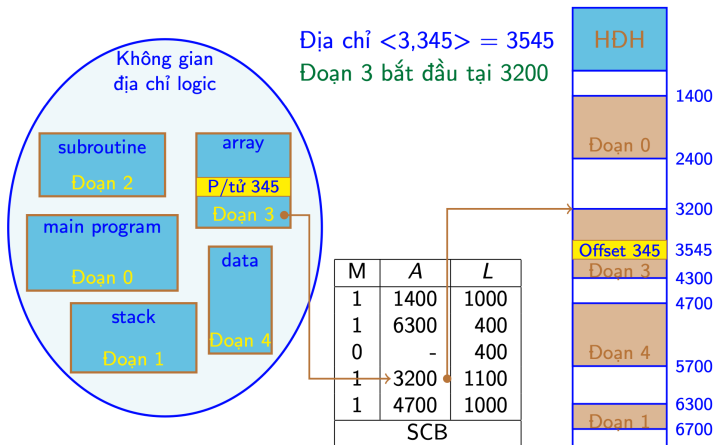 Địa chỉ <3,345> = 3545
Đoạn 3 bắt đầu tại 3200
Không gian
địa chỉ logic
subroutine
Đoạn 2
array
P/tử 345
Đoạn 3
main program
Đoạn 0
data
Đoạn 4
stack
Đoạn 1
M A L
1 1400 1000
1 6300 400
0 - 400
1 3200 1100
1 4700 1000
SCB
HĐH
1400
Đoạn 0
2400
3200
Offset 345 3545
Đoạn 3
4300
4700
Đoạn 4
5700
6300
Đoạn 1
6700